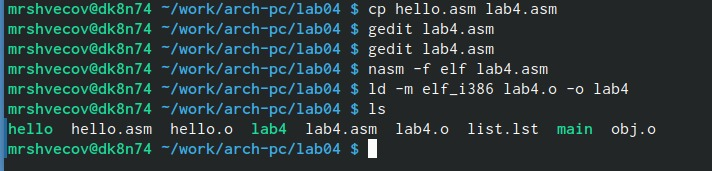 mrshvecov@dk8n74 ~/work/arch-pc/lab04 $ cp hello.asm lab4.asm
mrshvecov@dk8n74 ~/work/arch-pc/lab04 $ gedit lab4.asm
mrshvecov@dk8n74 ~/work/arch-pc/lab04 $ gedit lab4.asm
mrshvecov@dk8n74 ~/work/arch-pc/lab04 $ nasm -f elf lab4.asm
mrshvecov@dk8n74 ~/work/arch-pc/lab04 $ ld -m elf_i386 lab4.o -o lab4
mrshvecov@dk8n74 ~/work/arch-pc/lab04 $ ls
hello  hello.asm  hello.o  lab4  lab4.asm  lab4.o  list.lst  main  obj.o
mrshvecov@dk8n74 ~/work/arch-pc/lab04 $